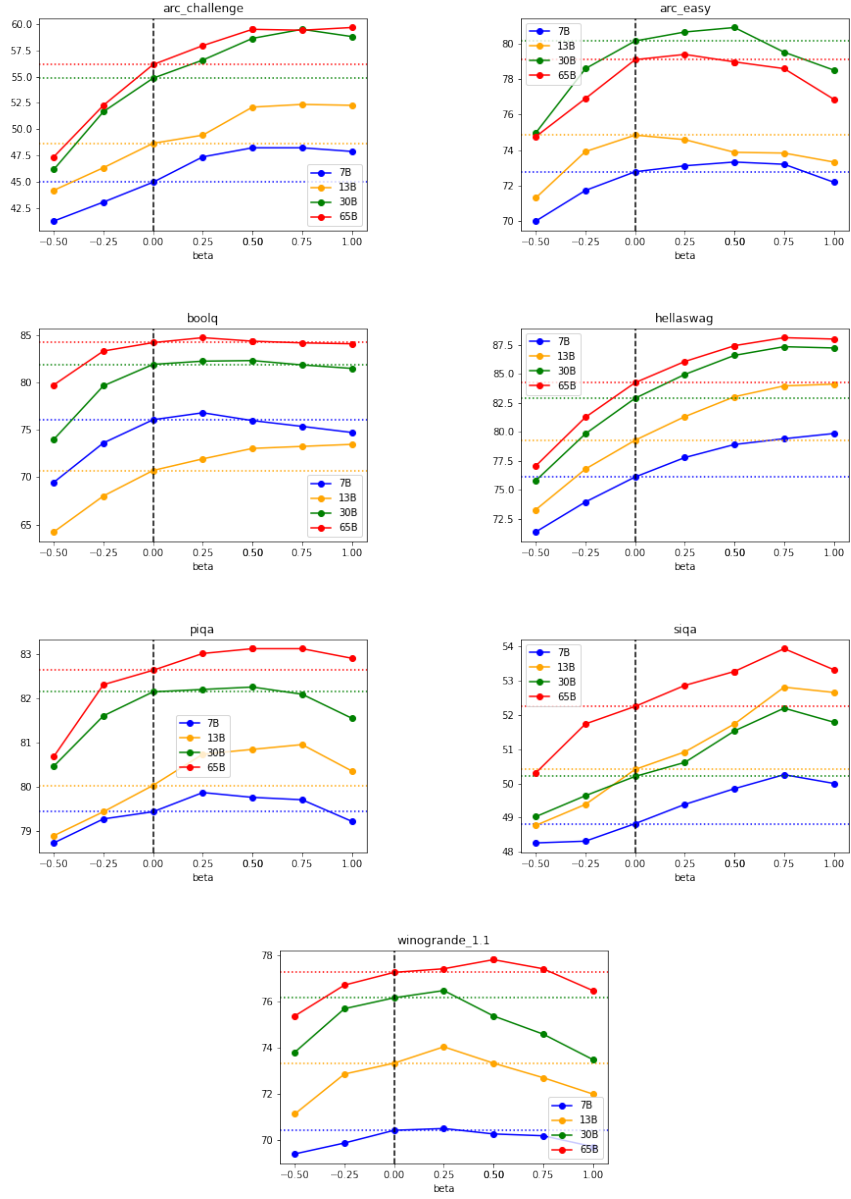 arc_challenge
60.0
57.5
55.0
52.5
50.0
47.5
45.0
42.5
7B
13B
30B
65B
−0.50 −0.25 0.00 0.25 0.50 0.75 1.00
beta
arc_easy
80
78
76
74
72
70
7B
13B
30B
65B
−0.50 −0.25 0.00 0.25 0.50 0.75 1.00
beta
boolq
85
80
75
70
65
7B
13B
30B
65B
−0.50 −0.25 0.00 0.25 0.50 0.75 1.00
beta
hellaswag
87.5
85.0
82.5
80.0
77.5
75.0
72.5
7B
13B
30B
65B
−0.50 −0.25 0.00 0.25 0.50 0.75 1.00
beta
piqa
83
82
81
80
79
7B
13B
30B
65B
−0.50 −0.25 0.00 0.25 0.50 0.75 1.00
beta
siqa
54
53
52
51
50
49
48
7B
13B
30B
65B
−0.50 −0.25 0.00 0.25 0.50 0.75 1.00
beta
winogrande_1.1
78
76
74
72
70
7B
13B
30B
65B
−0.50 −0.25 0.00 0.25 0.50 0.75 1.00
beta